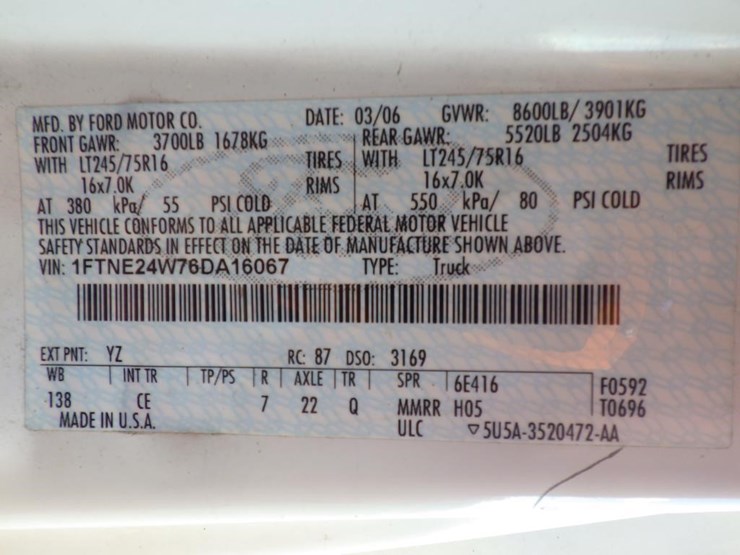 MFD. BY FORD MOTOR CO. DATE: 03/06 GVWR: 8600LB/ 3901KG
FRONT GAWR: 3700LB 1678KG REAR GAWR: 5520LB 2504KG
WITH LT245/75R16 TIRES WITH LT245/75R16 TIRES
16x7.0K RIMS 16x7.0K RIMS
AT 380 kPa/ 55 PSI COLD AT 550 kPa/ 80 PSI COLD
THIS VEHICLE CONFORMS TO ALL APPLICABLE FEDERAL MOTOR VEHICLE
SAFETY STANDARDS IN EFFECT ON THE DATE OF MANUFACTURE SHOWN ABOVE.
VIN: 1FTNE24W76DA16067 TYPE: Truck
EXT PNT: YZ RC: 87 DSO: 3169
WB INT TR TP/PS R AXLE TR SPR 6E416 F0592
138 CE 7 22 Q MMRR H05 T0696
MADE IN U.S.A. ULC 5U5A-3520472-AA